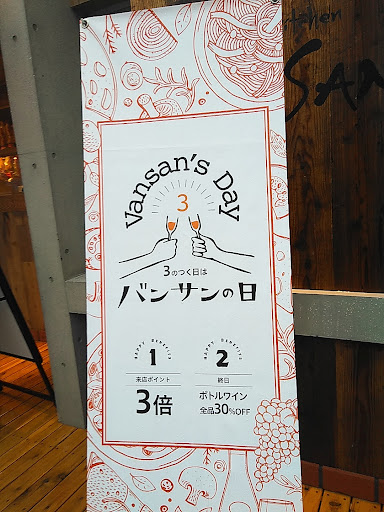 Kitchen
SAN
Vansan's Day
3
3のつく日は
バンサンの日
HAPPY BENEFITS
1
来店ポイント
3倍
HAPPY BENEFITS
2
終日
ボトルワイン
全品30%OFF